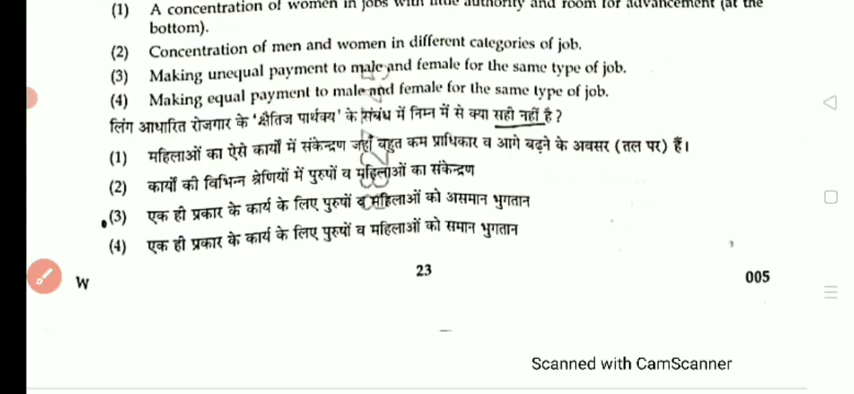 (1) A concentration of women in jobs with little authority and room for advancement (at the
bottom).
(2) Concentration of men and women in different categories of job.
(3) Making unequal payment to male and female for the same type of job.
(4) Making equal payment to male and female for the same type of job.
लिंग आधारित रोजगार के 'क्षैतिज पार्थक्य' के संबंध में निम्न में से क्या सही नहीं है ?
(1) महिलाओं का ऐसे कार्यों में संकेन्द्रण जहाँ बहुत कम प्राधिकार व आगे बढ़ने के अवसर (तल पर) हैं।
(2) कार्यों की विभिन्न श्रेणियों में पुरुषों व महिलाओं का संकेन्द्रण
(3) एक ही प्रकार के कार्य के लिए पुरुषों व महिलाओं को असमान भुगतान
(4) एक ही प्रकार के कार्य के लिए पुरुषों व महिलाओं को समान भुगतान
W 23 005
Scanned with CamScanner